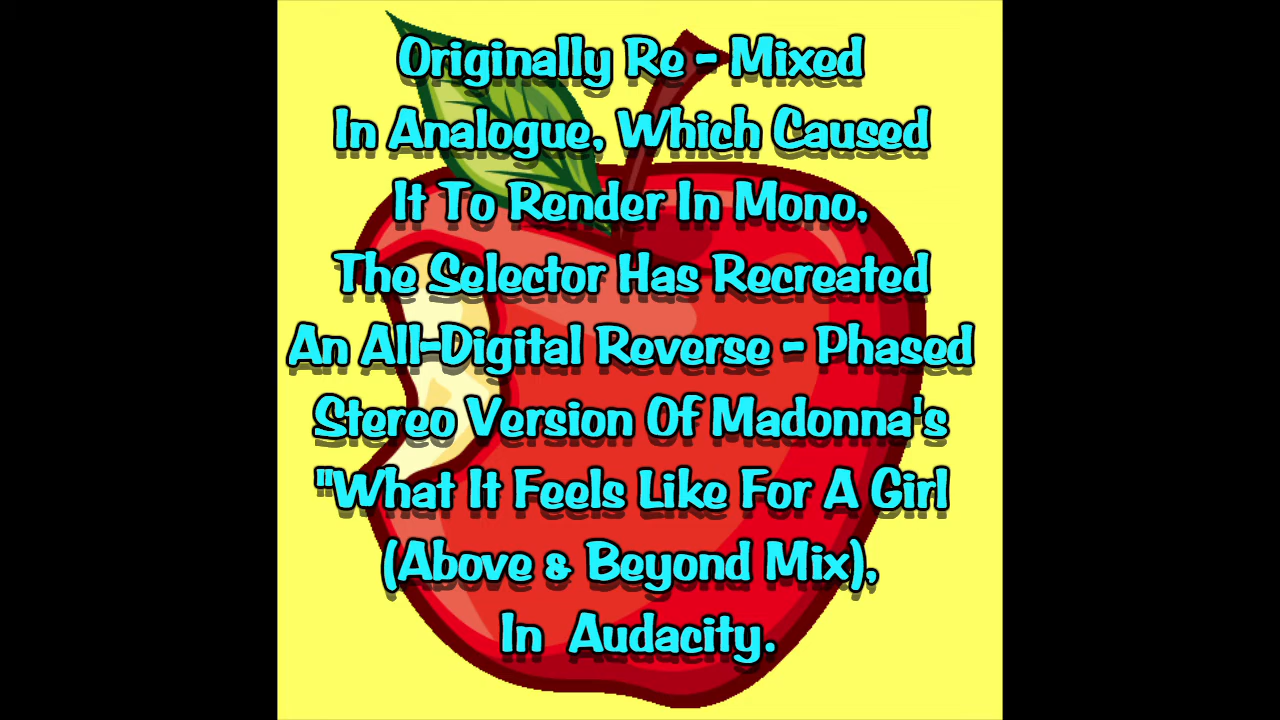 Originally Re - Mixed
In Analogue, Which Caused
It To Render In Mono,
The Selector Has Recreated
An All-Digital Reverse - Phased
Stereo Version Of Madonna's
"What It Feels Like For A Girl
(Above & Beyond Mix),
In Audacity.